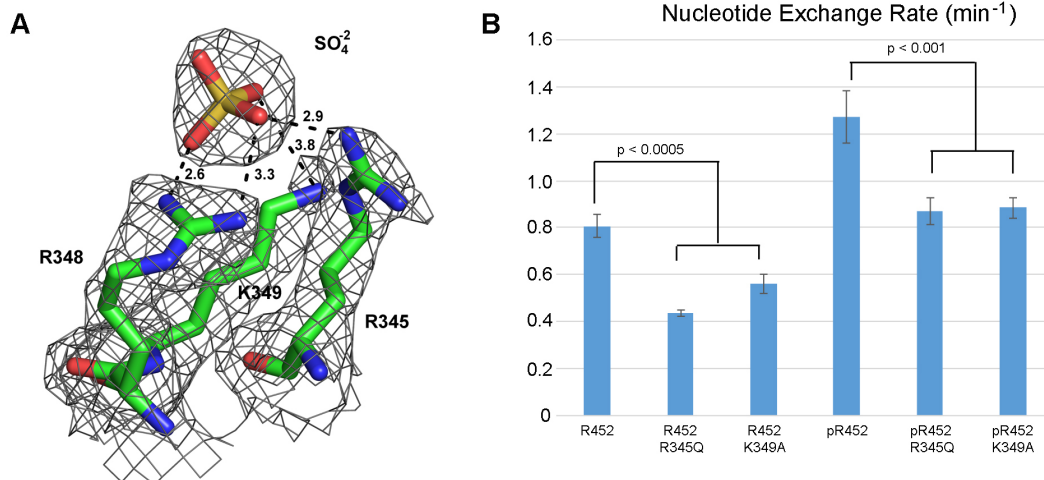 A
SO4-2
2.9
3.8
2.6
3.3
R348
K349
R345
B
Nucleotide Exchange Rate (min-1)
1.6
1.4
1.2
1.0
0.8
0.6
0.4
0.2
0
p < 0.0005
p < 0.001
R452
R452
R345Q
R452
K349A
pR452
pR452
R345Q
pR452
K349A